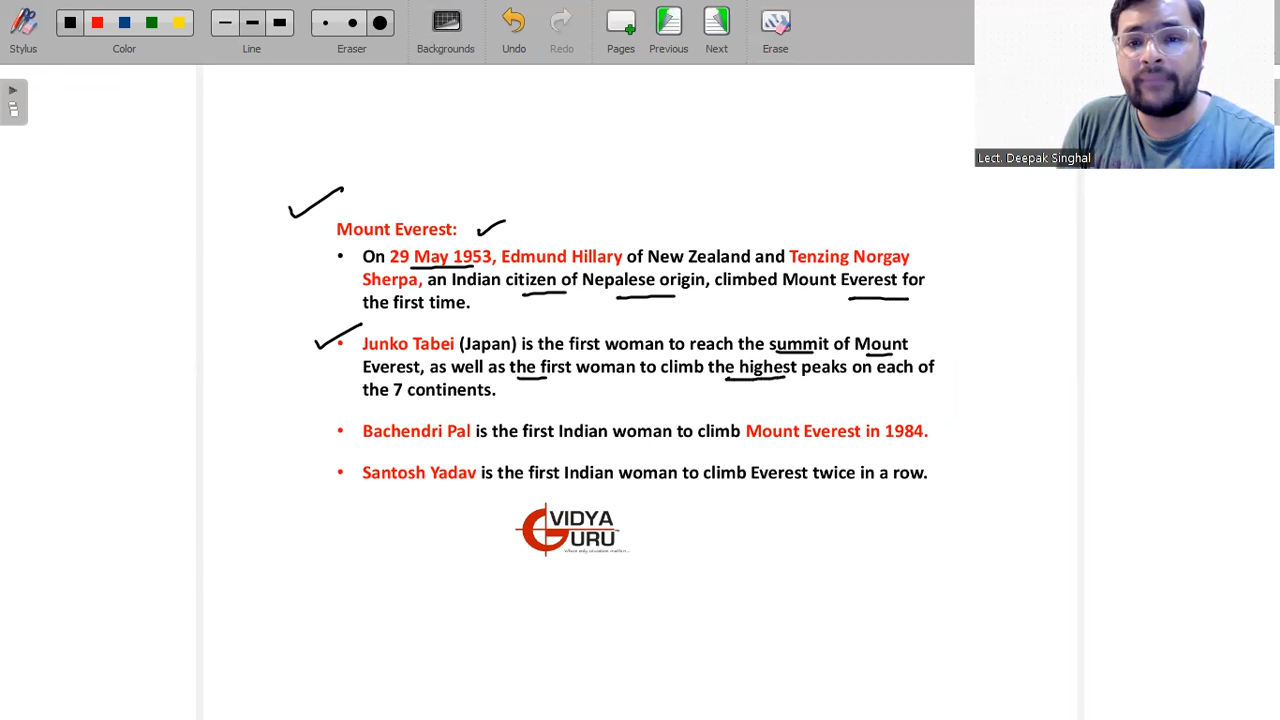 Stylus
Color
Line
Eraser
Backgrounds
Undo
Redo
Pages
Previous
Next
Erase
Lect. Deepak Singhal
Mount Everest:
• On 29 May 1953, Edmund Hillary of New Zealand and Tenzing Norgay
Sherpa, an Indian citizen of Nepalese origin, climbed Mount Everest for
the first time.
• Junko Tabei (Japan) is the first woman to reach the summit of Mount
Everest, as well as the first woman to climb the highest peaks on each of
the 7 continents.
• Bachendri Pal is the first Indian woman to climb Mount Everest in 1984.
• Santosh Yadav is the first Indian woman to climb Everest twice in a row.
VIDYA
GURU